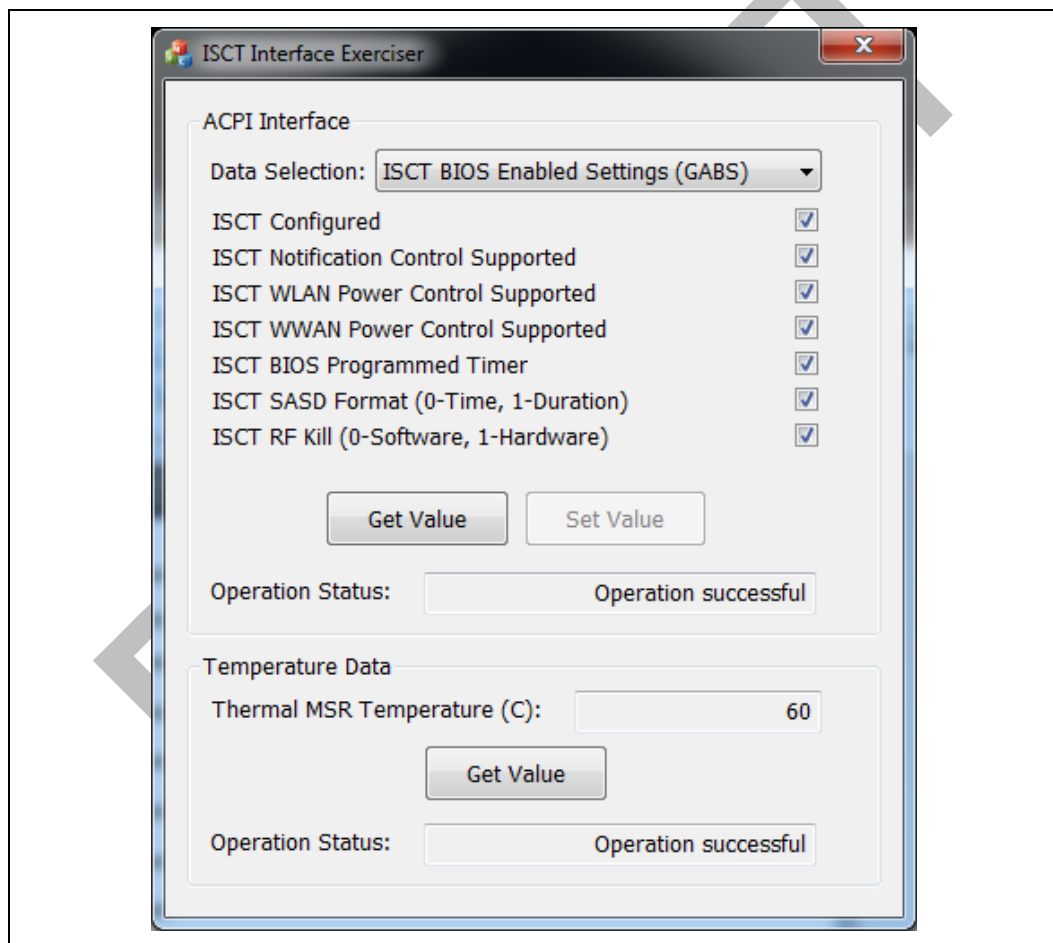 ISCT Interface Exerciser
ACPI Interface
Data Selection: ISCT BIOS Enabled Settings (GABS)
ISCT Configured
ISCT Notification Control Supported
ISCT WLAN Power Control Supported
ISCT WWAN Power Control Supported
ISCT BIOS Programmed Timer
ISCT SASD Format (0-Time, 1-Duration)
ISCT RF Kill (0-Software, 1-Hardware)
Get Value Set Value
Operation Status: Operation successful
Temperature Data
Thermal MSR Temperature (C): 60
Get Value
Operation Status: Operation successful